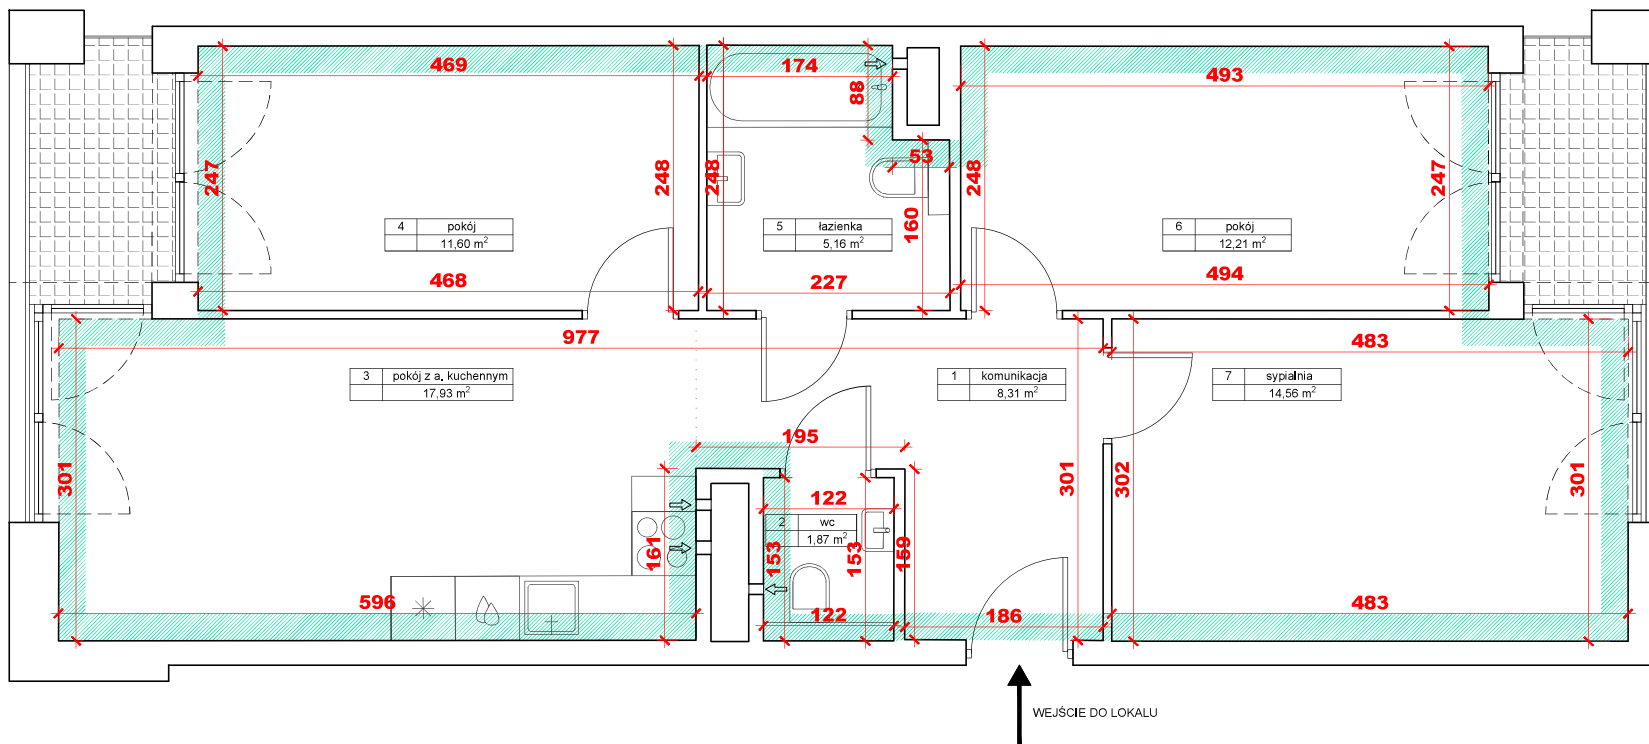 469
174
88
493
247
248
248
53
248
247
160
4 pokój
11,60 m²
5 łazienka
5,16 m²
6 pokój
12,21 m²
468
227
494
977
483
3 pokój z a. kuchennym
17,93 m²
1 komunikacja
8,31 m²
7 sypialnia
14,56 m²
195
301
301
302
301
122
2 wc
1,87 m²
161
153
153
159
596
122
186
483
WEJŚCIE DO LOKALU